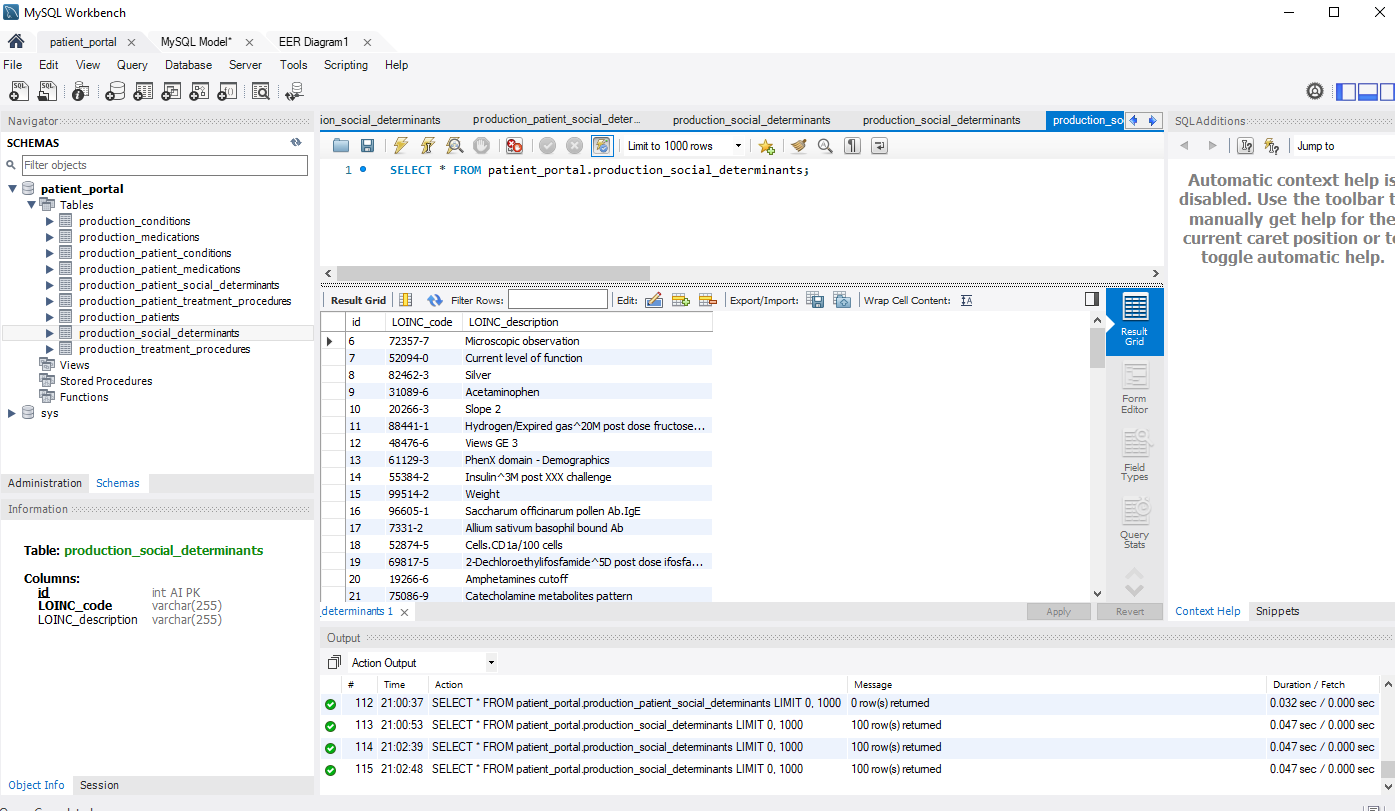 MySQL Workbench
patient_portal
MySQL Model*
EER Diagram1
File Edit View Query Database Server Tools Scripting Help
Navigator
SCHEMAS
Filter objects
patient_portal
Tables
production_conditions
production_medications
production_patient_conditions
production_patient_medications
production_patient_social_determinants
production_patient_treatment_procedures
production_patients
production_social_determinants
production_treatment_procedures
Views
Stored Procedures
Functions
sys
Administration Schemas
Information
Table: production_social_determinants
Columns:
id int AI PK
LOINC_code varchar(255)
LOINC_description varchar(255)
Object Info Session
ion_social_determinants production_patient_social_deter... production_social_determinants production_social_determinants production_so
Limit to 1000 rows
1 SELECT * FROM patient_portal.production_social_determinants;
Result Grid Filter Rows: Edit: Export/Import: Wrap Cell Content:
id LOINC_code LOINC_description
6 72357-7 Microscopic observation
7 52094-0 Current level of function
8 82462-3 Silver
9 31089-6 Acetaminophen
10 20266-3 Slope 2
11 88441-1 Hydrogen/Expired gas^20M post dose fructose...
12 48476-6 Views GE 3
13 61129-3 PhenX domain - Demographics
14 55384-2 Insulin^3M post XXX challenge
15 99514-2 Weight
16 96605-1 Saccharum officinarum pollen Ab.IgE
17 7331-2 Allium sativum basophil bound Ab
18 52874-5 Cells.CD1a/100 cells
19 69817-5 2-Dechloroethylifosfamide^5D post dose ifosfa...
20 19266-6 Amphetamines cutoff
21 75086-9 Catecholamine metabolites pattern
Result
Grid
Form
Editor
Field
Types
Query
Stats
determinants 1
Apply Revert
SQLAdditions
Jump to
Automatic context help is
disabled. Use the toolbar t
manually get help for the
current caret position or to
toggle automatic help.
Context Help Snippets
Output
Action Output
# Time Action Message Duration / Fetch
112 21:00:37 SELECT * FROM patient_portal.production_patient_social_determinants LIMIT 0, 1000 0 row(s) returned 0.032 sec / 0.000 sec
113 21:00:53 SELECT * FROM patient_portal.production_social_determinants LIMIT 0, 1000 100 row(s) returned 0.047 sec / 0.000 sec
114 21:02:39 SELECT * FROM patient_portal.production_social_determinants LIMIT 0, 1000 100 row(s) returned 0.047 sec / 0.000 sec
115 21:02:48 SELECT * FROM patient_portal.production_social_determinants LIMIT 0, 1000 100 row(s) returned 0.047 sec / 0.000 sec